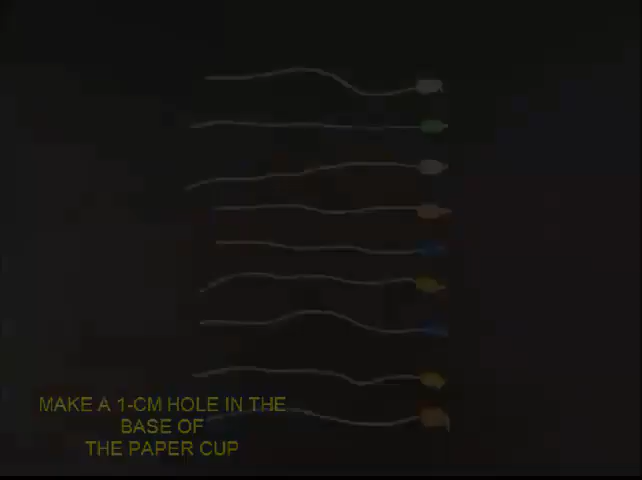 MAKE A 1-CM HOLE IN THE
BASE OF
THE PAPER CUP